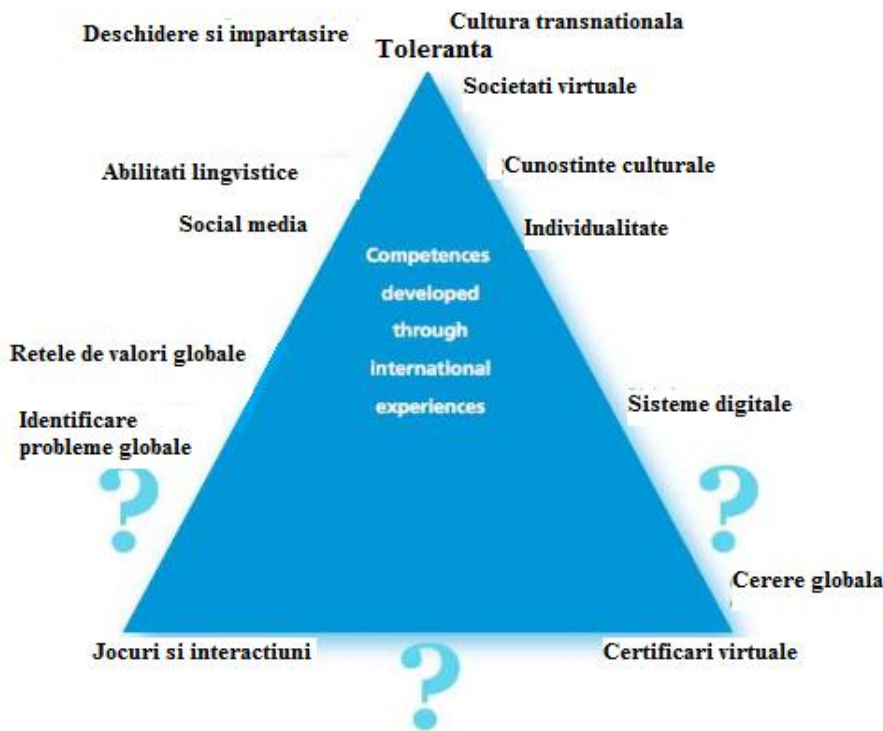 Deschidere si impartasire
Cultura transnationala
Toleranta
Societati virtuale
Abilitati lingvistice
Cunostinte culturale
Social media
Individualitate
Competences
developed
through
international
experiences
Retele de valori globale
Sisteme digitale
Identificare
probleme globale
?
?
Cerere globala
Jocuri si interactiuni
Certificari virtuale
?